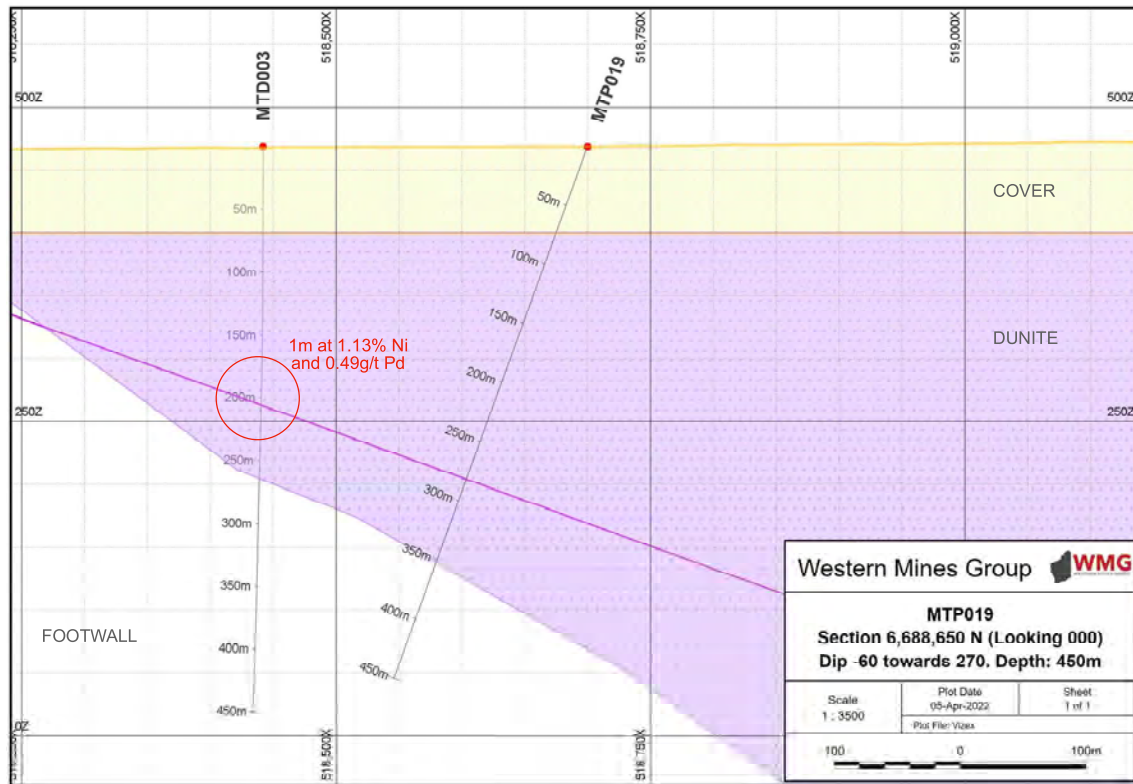 518,500X
518,750X
519,000X
MTD003
MTP019
500Z
500Z
50m
100m
150m
200m
250m
300m
350m
400m
450m
50m
100m
150m
200m
250m
300m
350m
400m
450m
1m at 1.13% Ni
and 0.49g/t Pd
COVER
DUNITE
FOOTWALL
250Z
250Z
0Z
518,500X
518,750X
Western Mines Group WMG
MTP019
Section 6,688,650 N (Looking 000)
Dip -60 towards 270. Depth: 450m
Scale
1 : 3500
Plot Date
05-Apr-2022
Sheet
1 of 1
Plot File: Vizex
100 0 100m